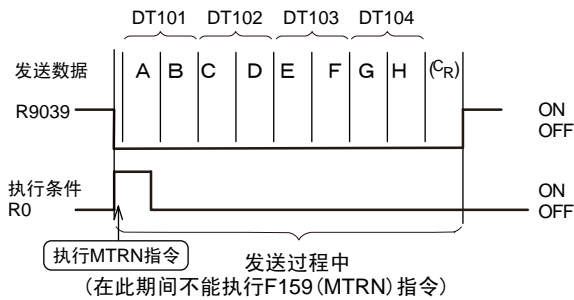 DT101 DT102 DT103 DT104
发送数据 A B C D E F G H (CR)
R9039 ON
OFF
执行条件 ON
R0 OFF
执行MTRN指令
发送过程中
(在此期间不能执行F159(MTRN)指令)